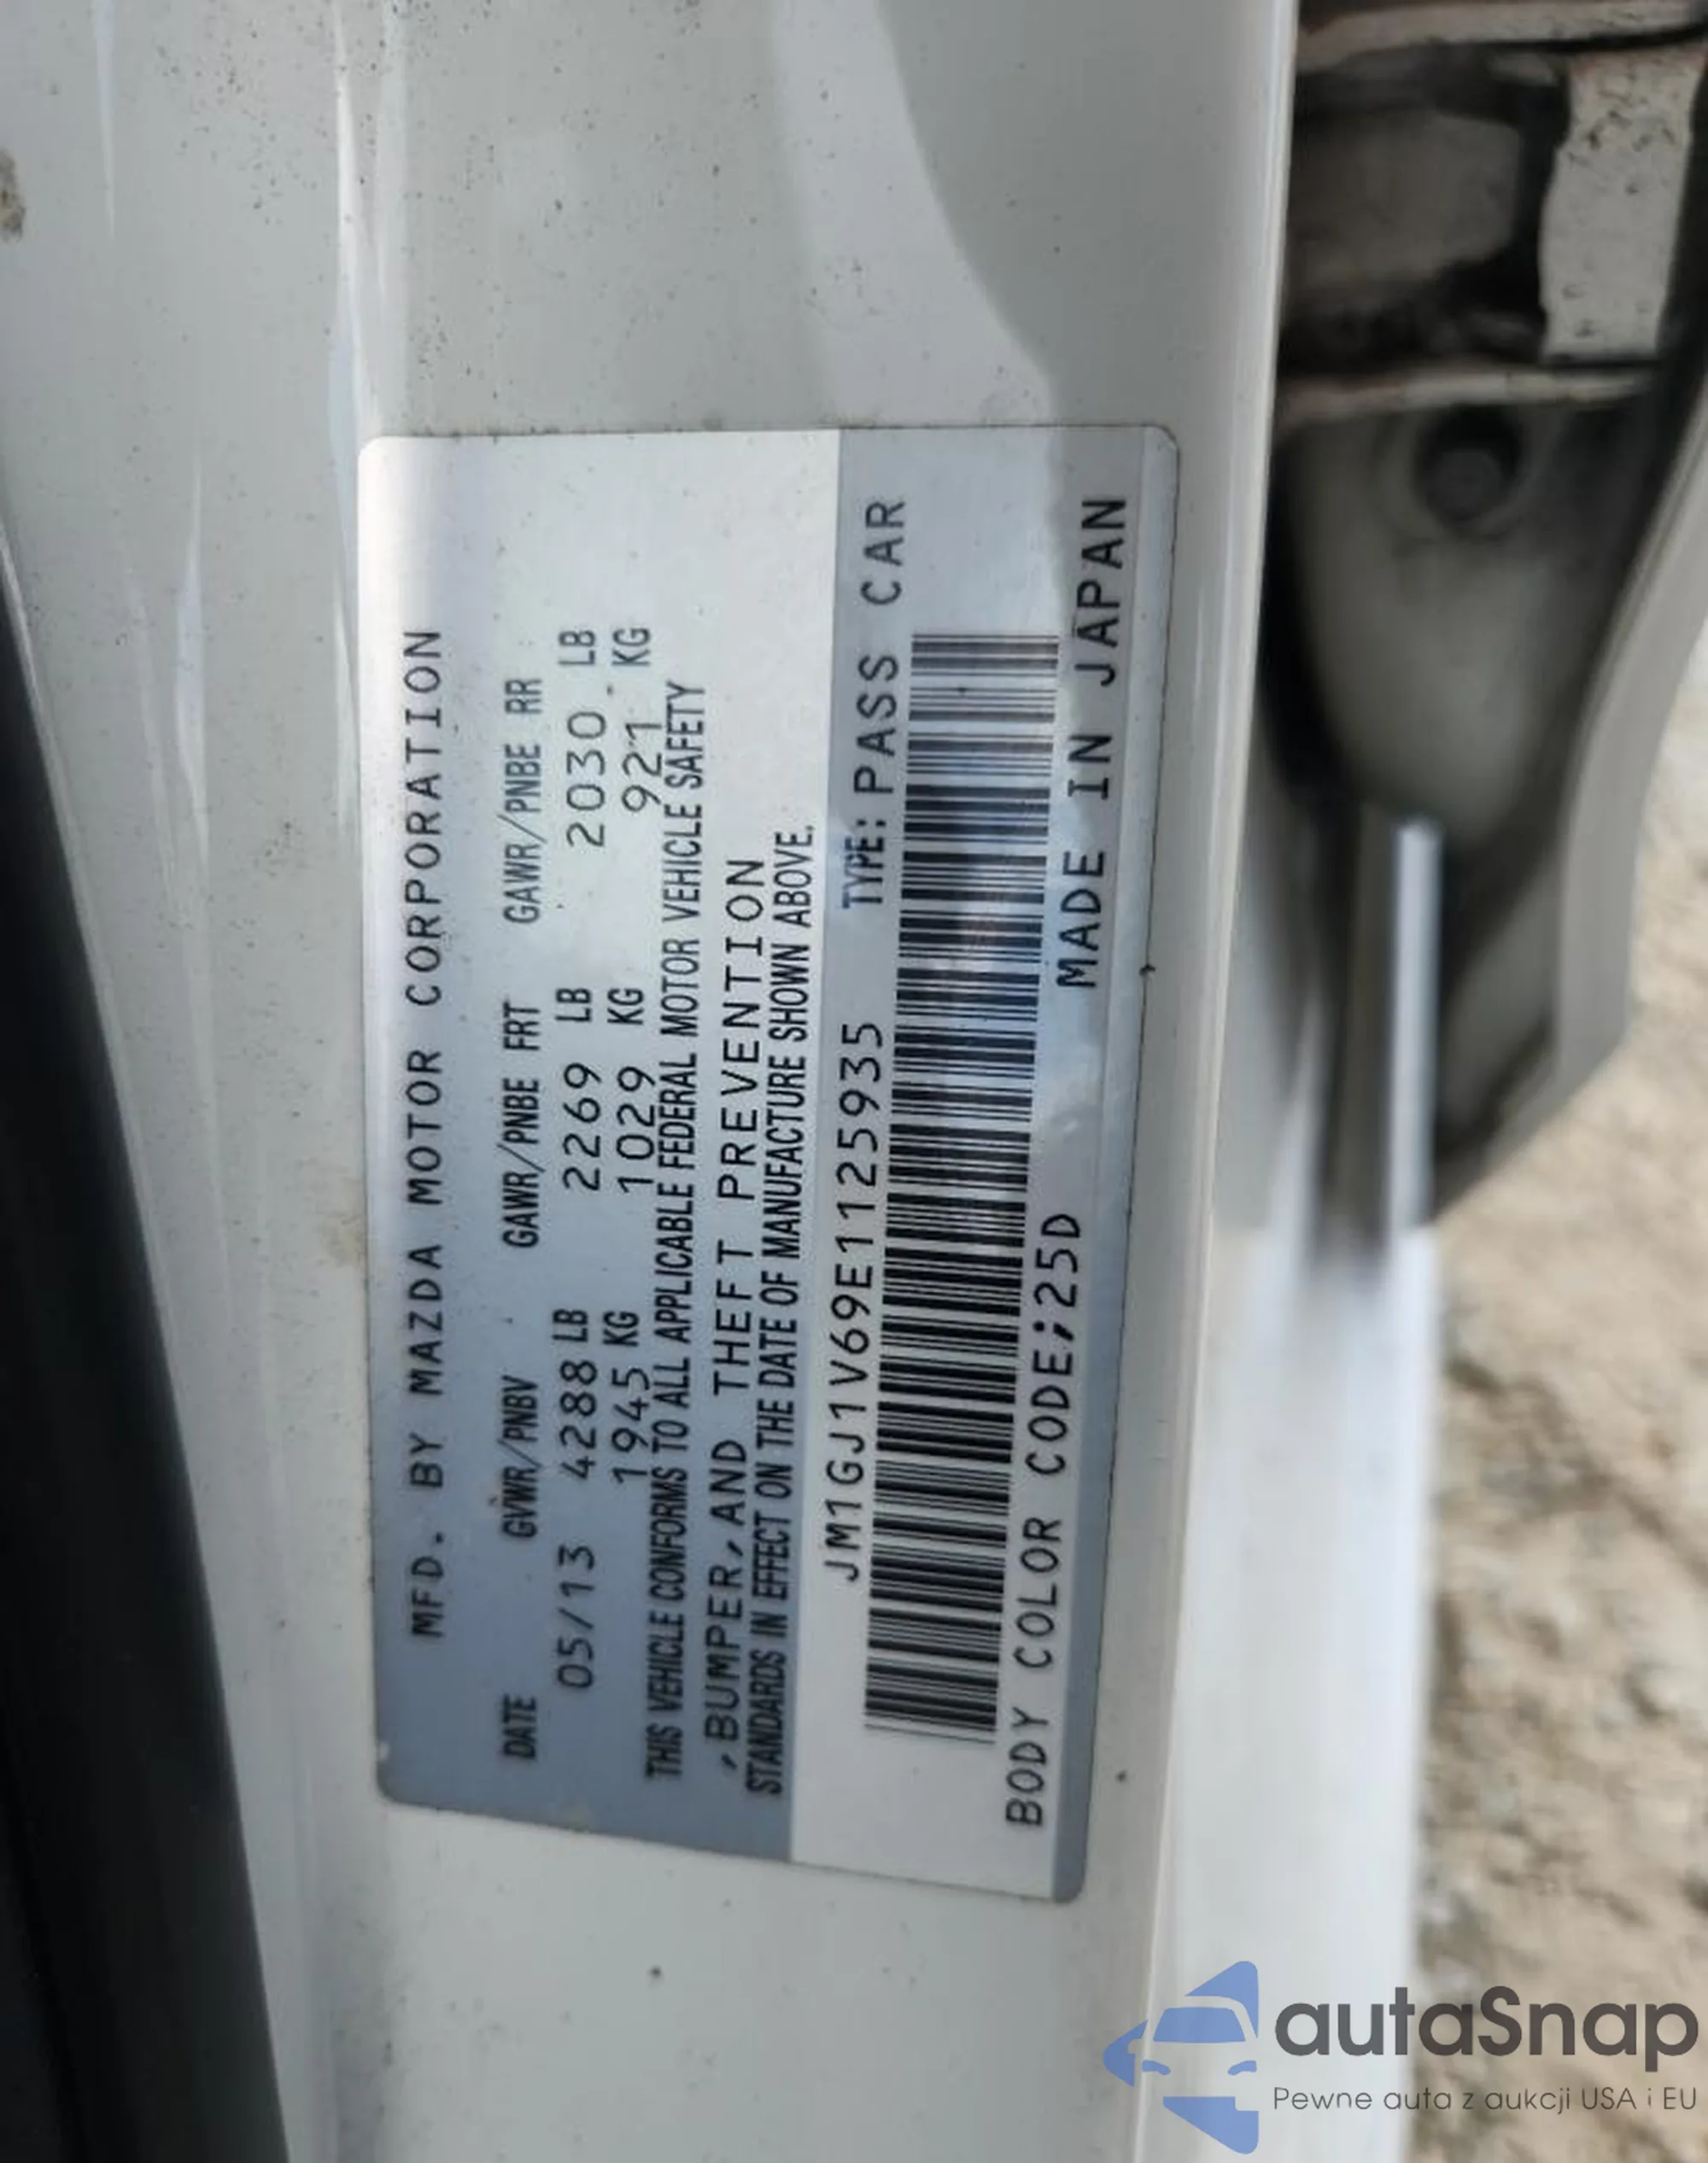 MFD. BY MAZDA MOTOR CORPORATION
DATE GVWR/PNBV GAWR/PNBE FRT GAWR/PNBE RR
05/13 4288 LB 2269 LB 2030 LB
1945 KG 1029 KG 921 KG
THIS VEHICLE CONFORMS TO ALL APPLICABLE FEDERAL MOTOR VEHICLE SAFETY
,BUMPER,AND THEFT PREVENTION
STANDARDS IN EFFECT ON THE DATE OF MANUFACTURE SHOWN ABOVE.
JM1GJ1V69E1125935 TYPE: PASS CAR
BODY COLOR CODE;25D MADE IN JAPAN
autaSnap
Pewne auta z aukcji USA i EU